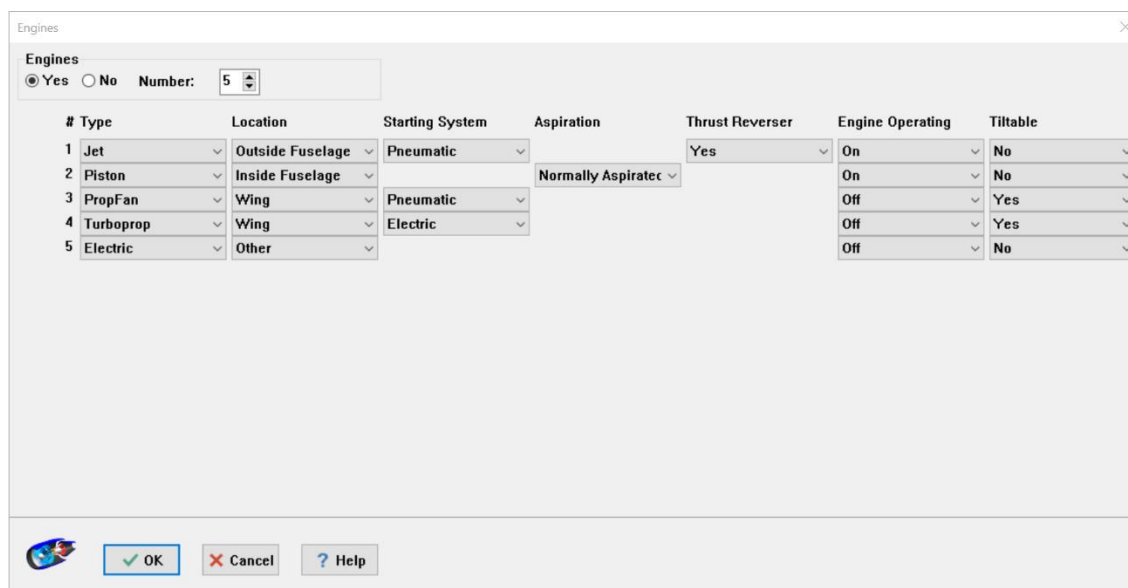 Engines
Engines
Yes No Number: 5
# Type Location Starting System Aspiration Thrust Reverser Engine Operating Tiltable
1 Jet Outside Fuselage Pneumatic Yes On No
2 Piston Inside Fuselage Normally Aspirated On No
3 PropFan Wing Pneumatic Off Yes
4 Turboprop Wing Electric Off Yes
5 Electric Other Off No
OK Cancel ? Help